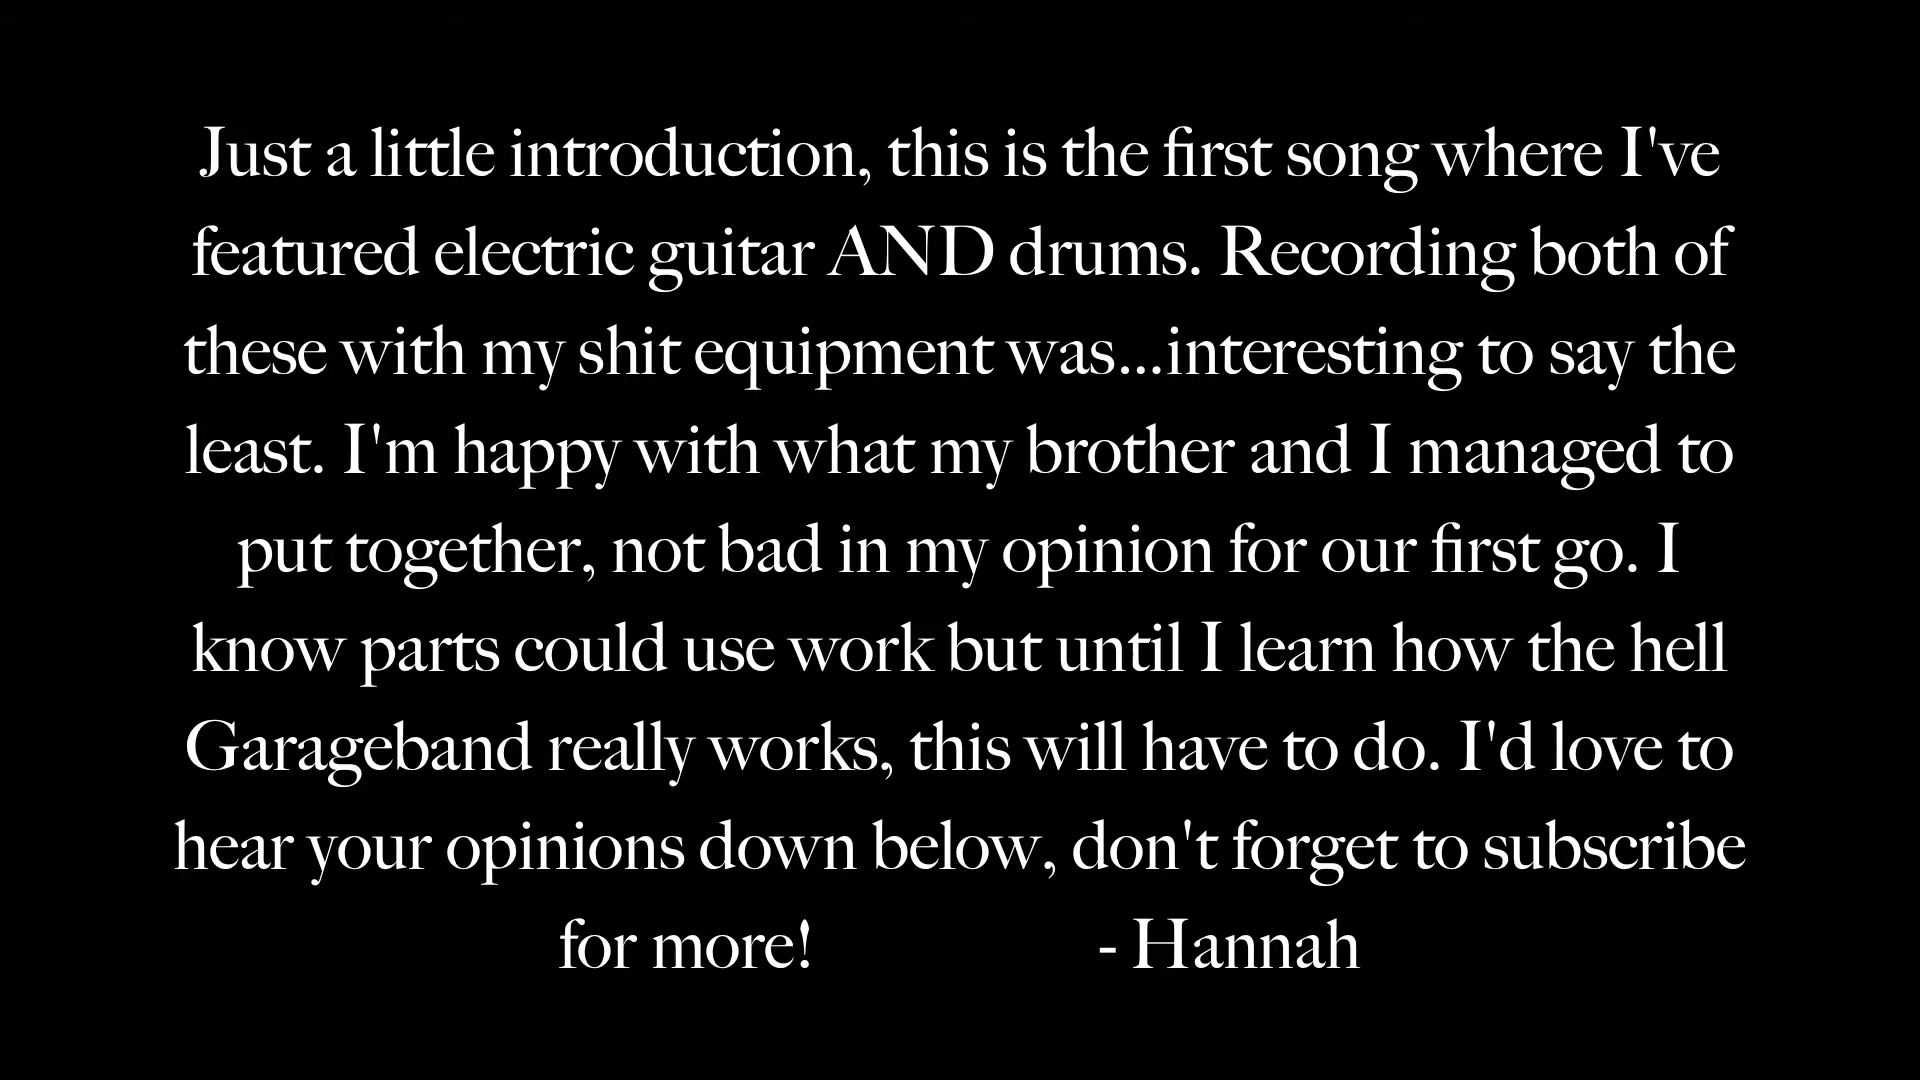 Just a little introduction, this is the first song where I've
featured electric guitar AND drums. Recording both of
these with my shit equipment was...interesting to say the
least. I'm happy with what my brother and I managed to
put together, not bad in my opinion for our first go. I
know parts could use work but until I learn how the hell
Garageband really works, this will have to do. I'd love to
hear your opinions down below, don't forget to subscribe
for more! - Hannah